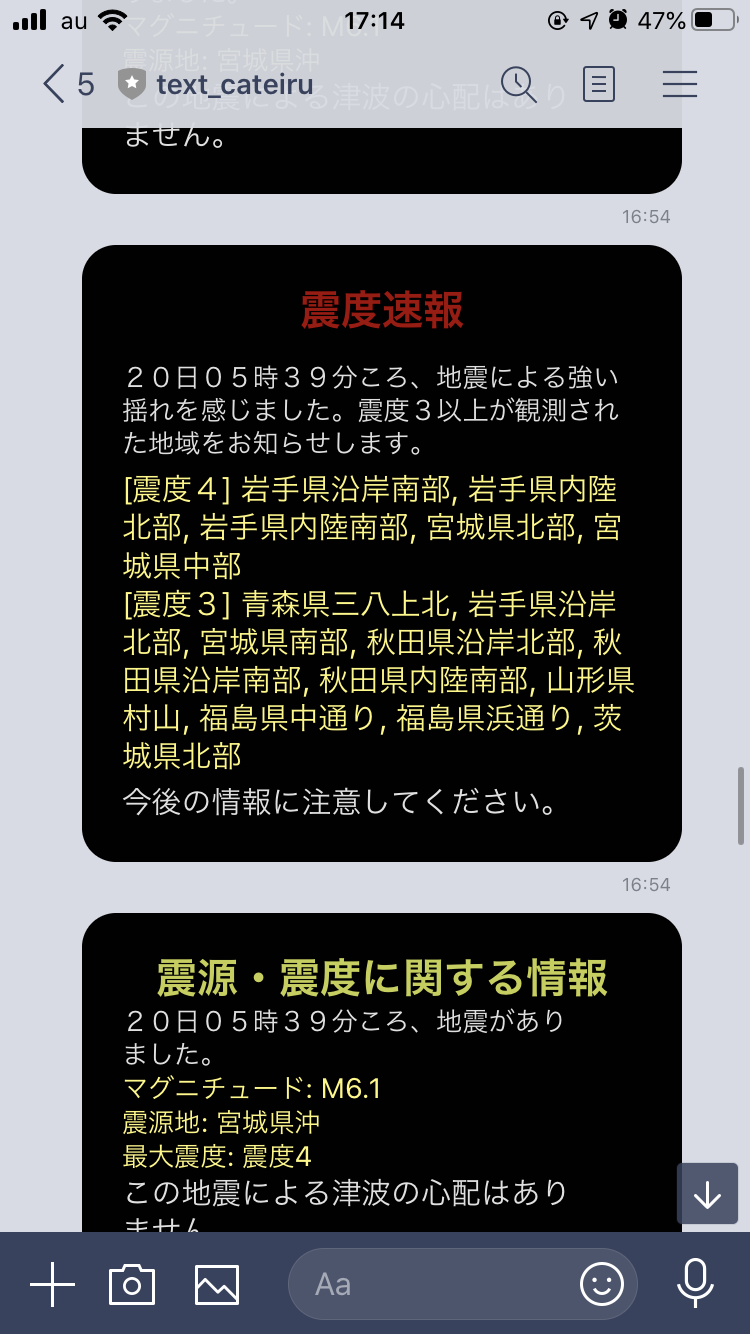 au 17:14 47%
マグニチュード: M6.1
震源地: 宮城県沖
5 text_cateiru
この地震による津波の心配はあり
ません。
16:54
震度速報
２０日０５時３９分ころ、地震による強い
揺れを感じました。震度３以上が観測され
た地域をお知らせします。
[震度４] 岩手県沿岸南部, 岩手県内陸
北部, 岩手県内陸南部, 宮城県北部, 宮
城県中部
[震度３] 青森県三八上北, 岩手県沿岸
北部, 宮城県南部, 秋田県沿岸北部, 秋
田県沿岸南部, 秋田県内陸南部, 山形県
村山, 福島県中通り, 福島県浜通り, 茨
城県北部
今後の情報に注意してください。
16:54
震源・震度に関する情報
２０日０５時３９分ころ、地震があり
ました。
マグニチュード: M6.1
震源地: 宮城県沖
最大震度: 震度4
この地震による津波の心配はあり
ません
Aa